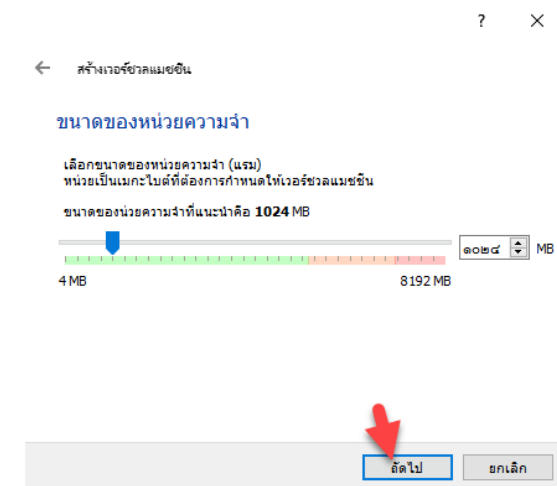 ?
สร้างเวอร์ชวลแมชชีน
ขนาดของหน่วยความจำ
เลือกขนาดของหน่วยความจำ (แรม)
หน่วยเป็นเมกะไบต์ที่ต้องการกำหนดให้เวอร์ชวลแมชชีน
ขนาดของน่วยความจำที่แนะนำคือ 1024 MB
๑๐๒๔ MB
4 MB 8192 MB
ถัดไป ยกเลิก